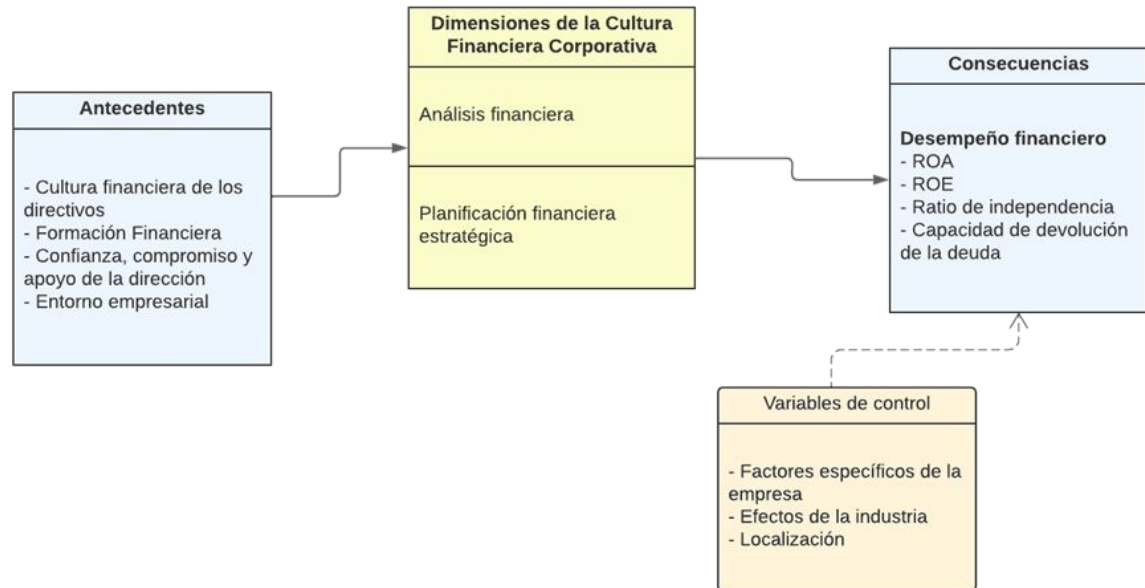 Antecedentes
- Cultura financiera de los
directivos
- Formación Financiera
- Confianza, compromiso y
apoyo de la dirección
- Entorno empresarial
Dimensiones de la Cultura
Financiera Corporativa
Análisis financiera
Planificación financiera
estratégica
Consecuencias
Desempeño financiero
- ROA
- ROE
- Ratio de independencia
- Capacidad de devolución
de la deuda
Variables de control
- Factores específicos de la
empresa
- Efectos de la industria
- Localización